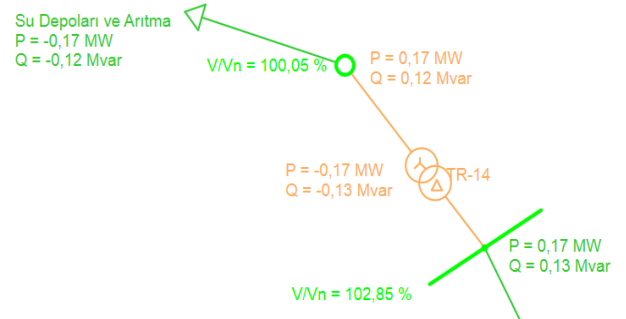 Su Depoları ve Arıtma
P = -0,17 MW
Q = -0,12 Mvar
V/Vn = 100,05 %
P = 0,17 MW
Q = 0,12 Mvar
P = -0,17 MW
Q = -0,13 Mvar
TR-14
P = 0,17 MW
Q = 0,13 Mvar
V/Vn = 102,85 %